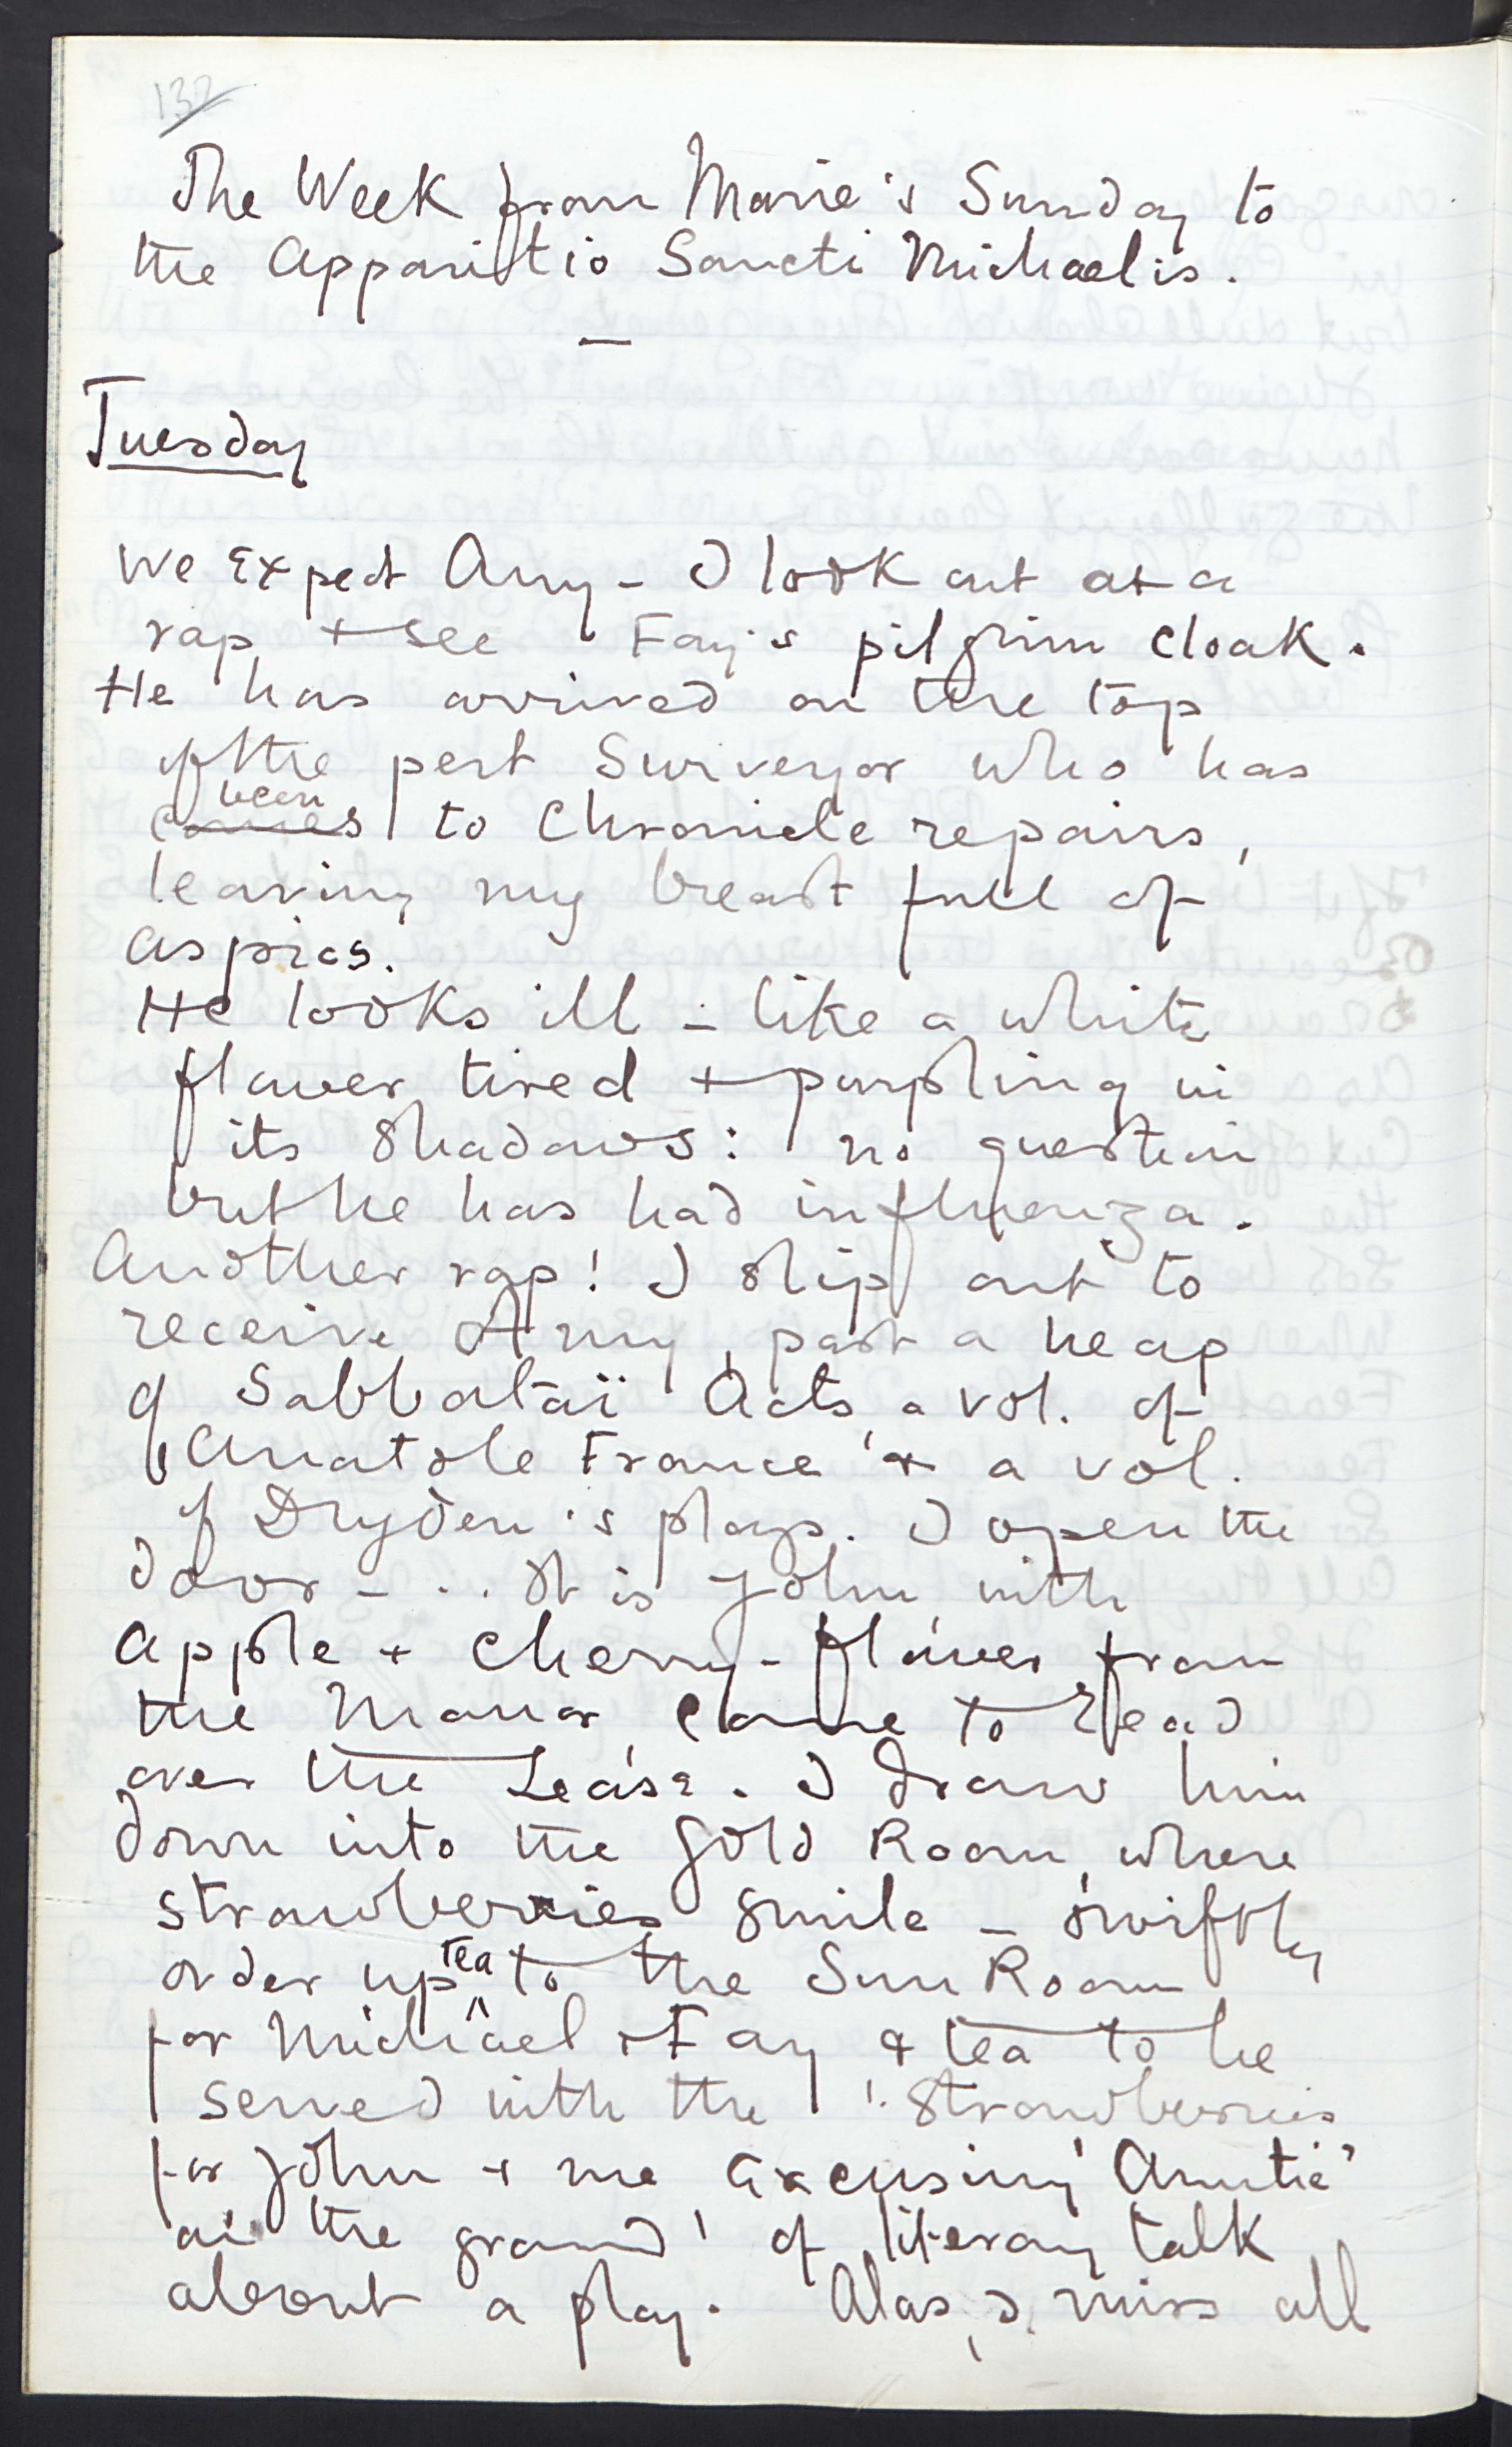 132
The Week from Marie's Sunday to
the Apparitio Sancti Michaelis.
—
Tuesday
We Expect Amy – I look out at a
rap + see Fay's pilgrim cloak.
He has arrived on the top
of the pert Surveyor who has
been
comes to chronicle repairs,
leaving my breast full of
aspics.
He looks ill – like a white
flower tired + purpling in
its shadows: no question
but he has had influenza.
Another rap! I slip out to
receive Amy, past a heap
of Sabbataï Acts, a vol. of
Anatole France & a vol.
of Dryden's plays. I open the
door – . . It is John with
apple + cherry-flower from
the Manor come to read
over the Lease. I draw him
down into the gold Room, where
strawberries smile – swiftly
order up tea to the Sun Room
for Michael + Fay & tea to be
served with the strawberries
for John + me excusing 'Auntie'
on the ground of literary talk
about a play. Alas, I miss all